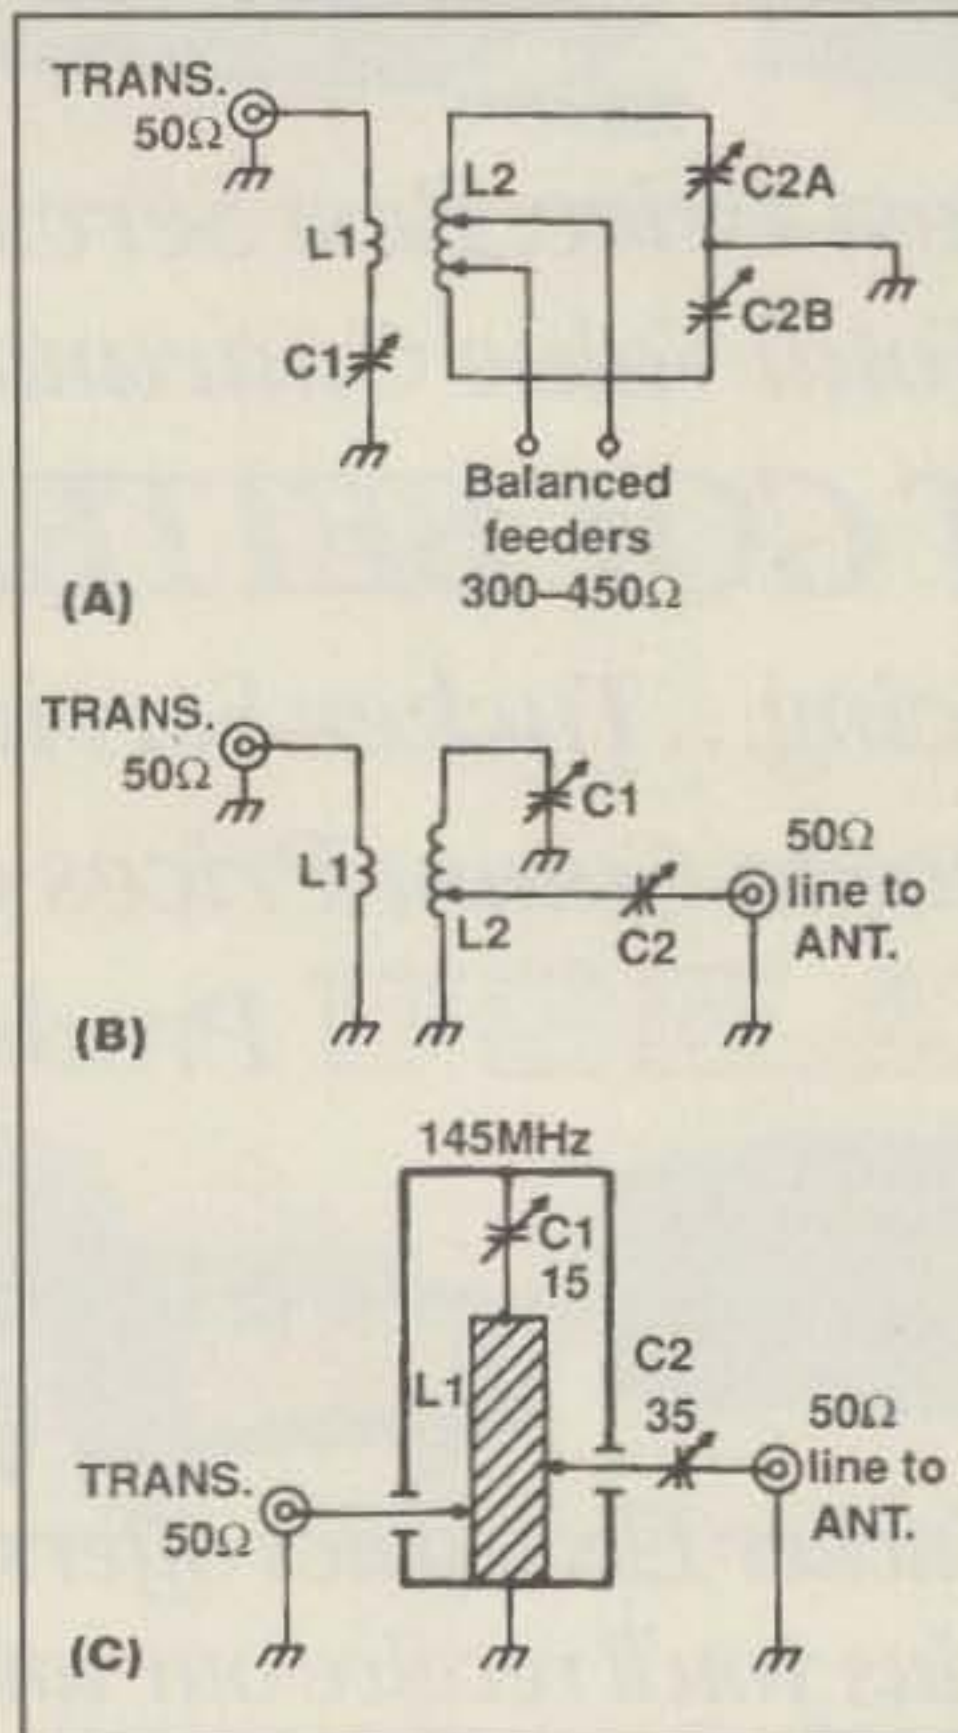 TRANS.
50Ω
L1
C1
L2
C2A
C2B
Balanced
feeders
300–450Ω
(A)
TRANS.
50Ω
L1
L2
C1
C2
50Ω
line to
ANT.
(B)
145MHz
C1
15
L1
C2
35
TRANS.
50Ω
50Ω
line to
ANT.
(C)